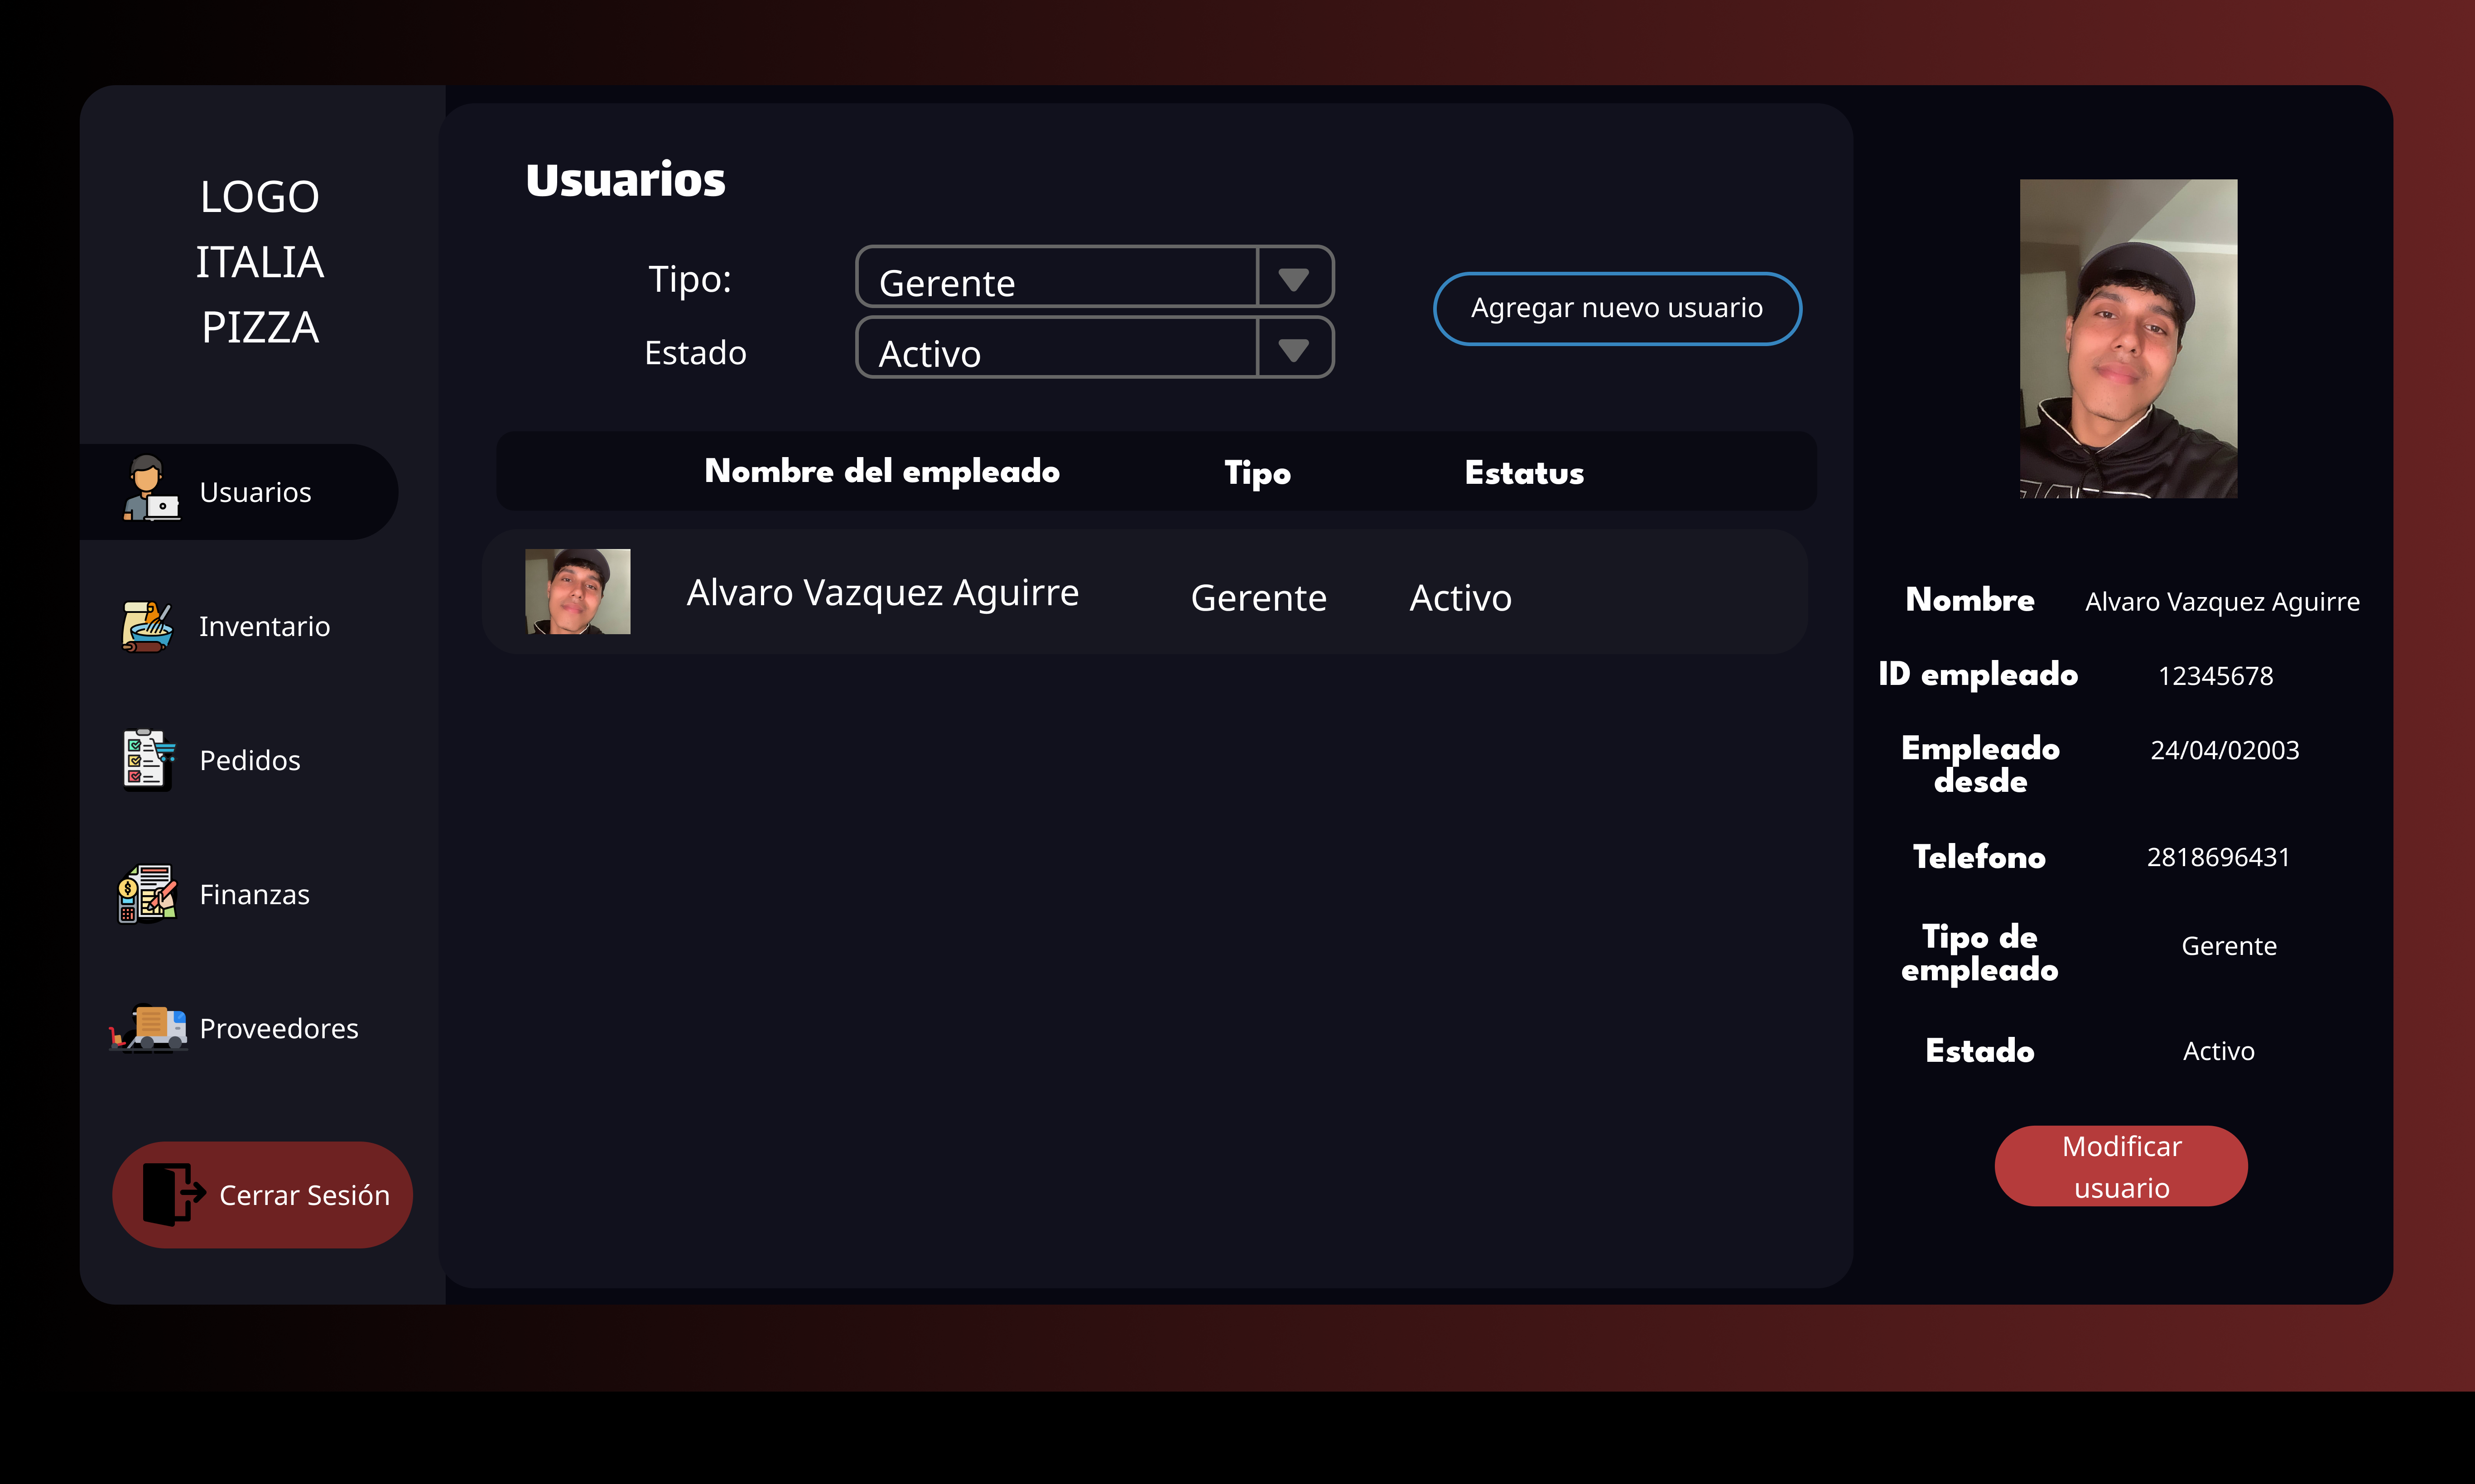 LOGO
ITALIA
PIZZA
Usuarios
Inventario
Pedidos
Finanzas
Proveedores
Cerrar Sesión
Usuarios
Tipo:
Gerente
Estado
Activo
Agregar nuevo usuario
Nombre del empleado Tipo Estatus
Alvaro Vazquez Aguirre Gerente Activo
Nombre Alvaro Vazquez Aguirre
ID empleado 12345678
Empleado 24/04/02003
desde
Telefono 2818696431
Tipo de
empleado
Gerente
Estado Activo
Modificar
usuario